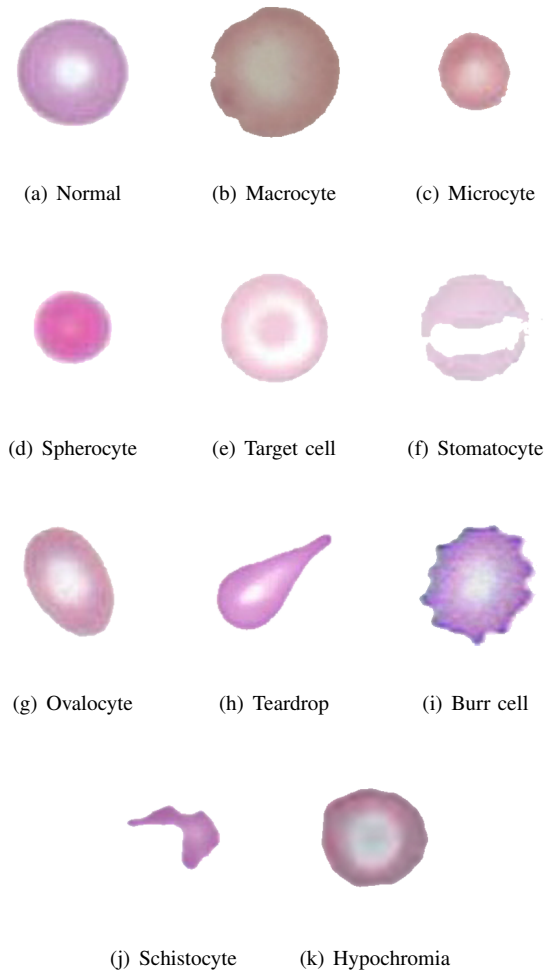 (a) Normal
(b) Macrocyte
(c) Microcyte
(d) Spherocyte
(e) Target cell
(f) Stomatocyte
(g) Ovalocyte
(h) Teardrop
(i) Burr cell
(j) Schistocyte
(k) Hypochromia